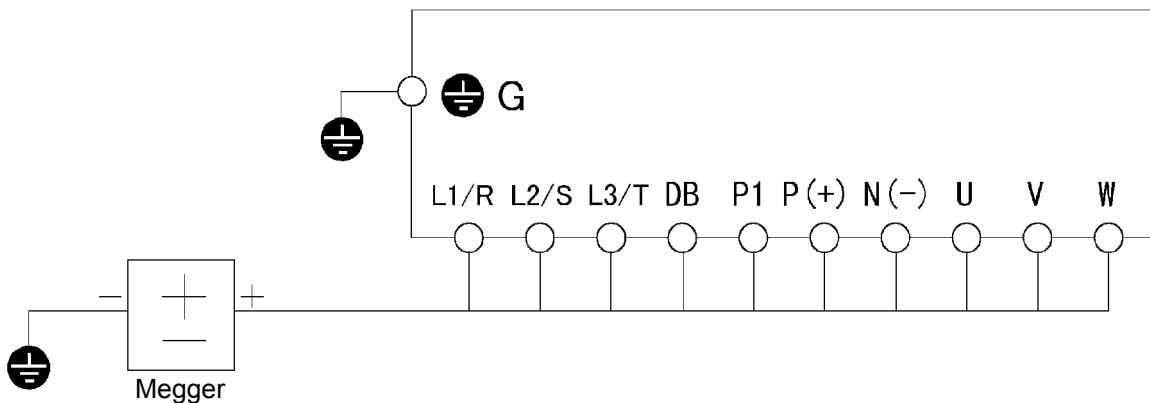 G
L1/R L2/S L3/T DB P1 P(+) N(-) U V W
− + − +
Megger